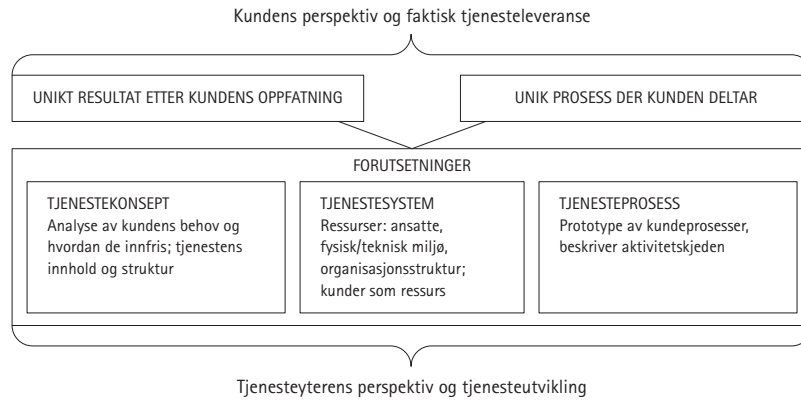 Kundens perspektiv og faktisk tjenesteleveranse
UNIKT RESULTAT ETTER KUNDENS OPPFATNING
UNIK PROSESS DER KUNDEN DELTAR
FORUTSETNINGER
TJENESTEKONSEPT
Analyse av kundens behov og
hvordan de innfris; tjenestens
innhold og struktur
TJENESTESYSTEM
Ressurser: ansatte,
fysisk/teknisk miljø,
organisasjonsstruktur;
kunder som ressurs
TJENESTEPROSESS
Prototype av kundeprosesser,
beskriver aktivitetskjeden
Tjenesteyterens perspektiv og tjenesteutvikling